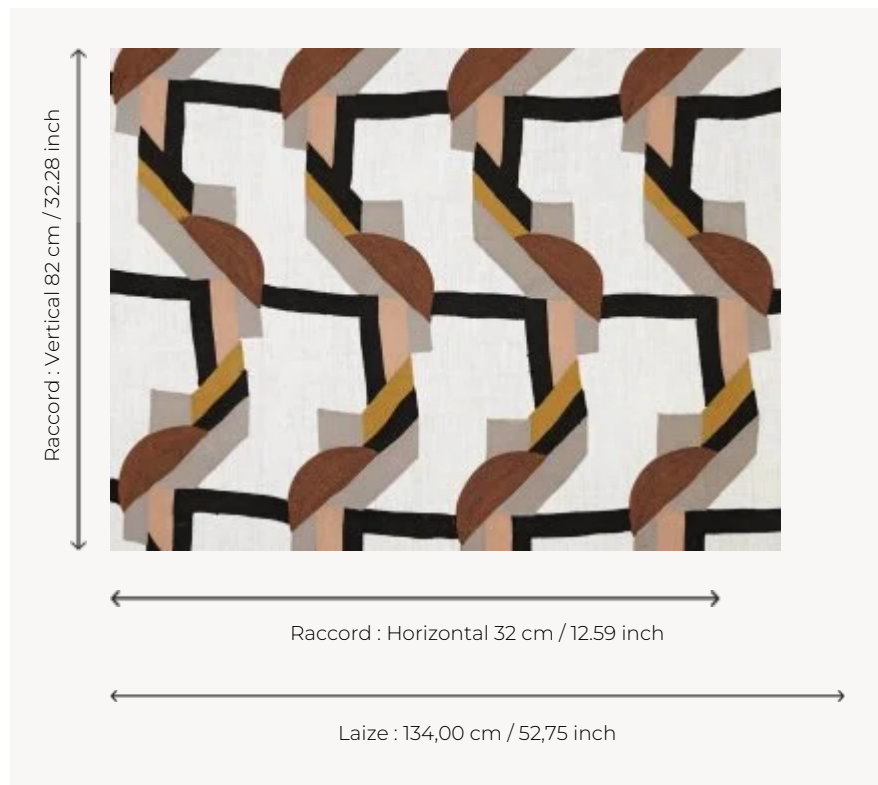 Raccord : Vertical 82 cm / 32.28 inch
Raccord : Horizontal 32 cm / 12.59 inch
Laize : 134,00 cm / 52,75 inch